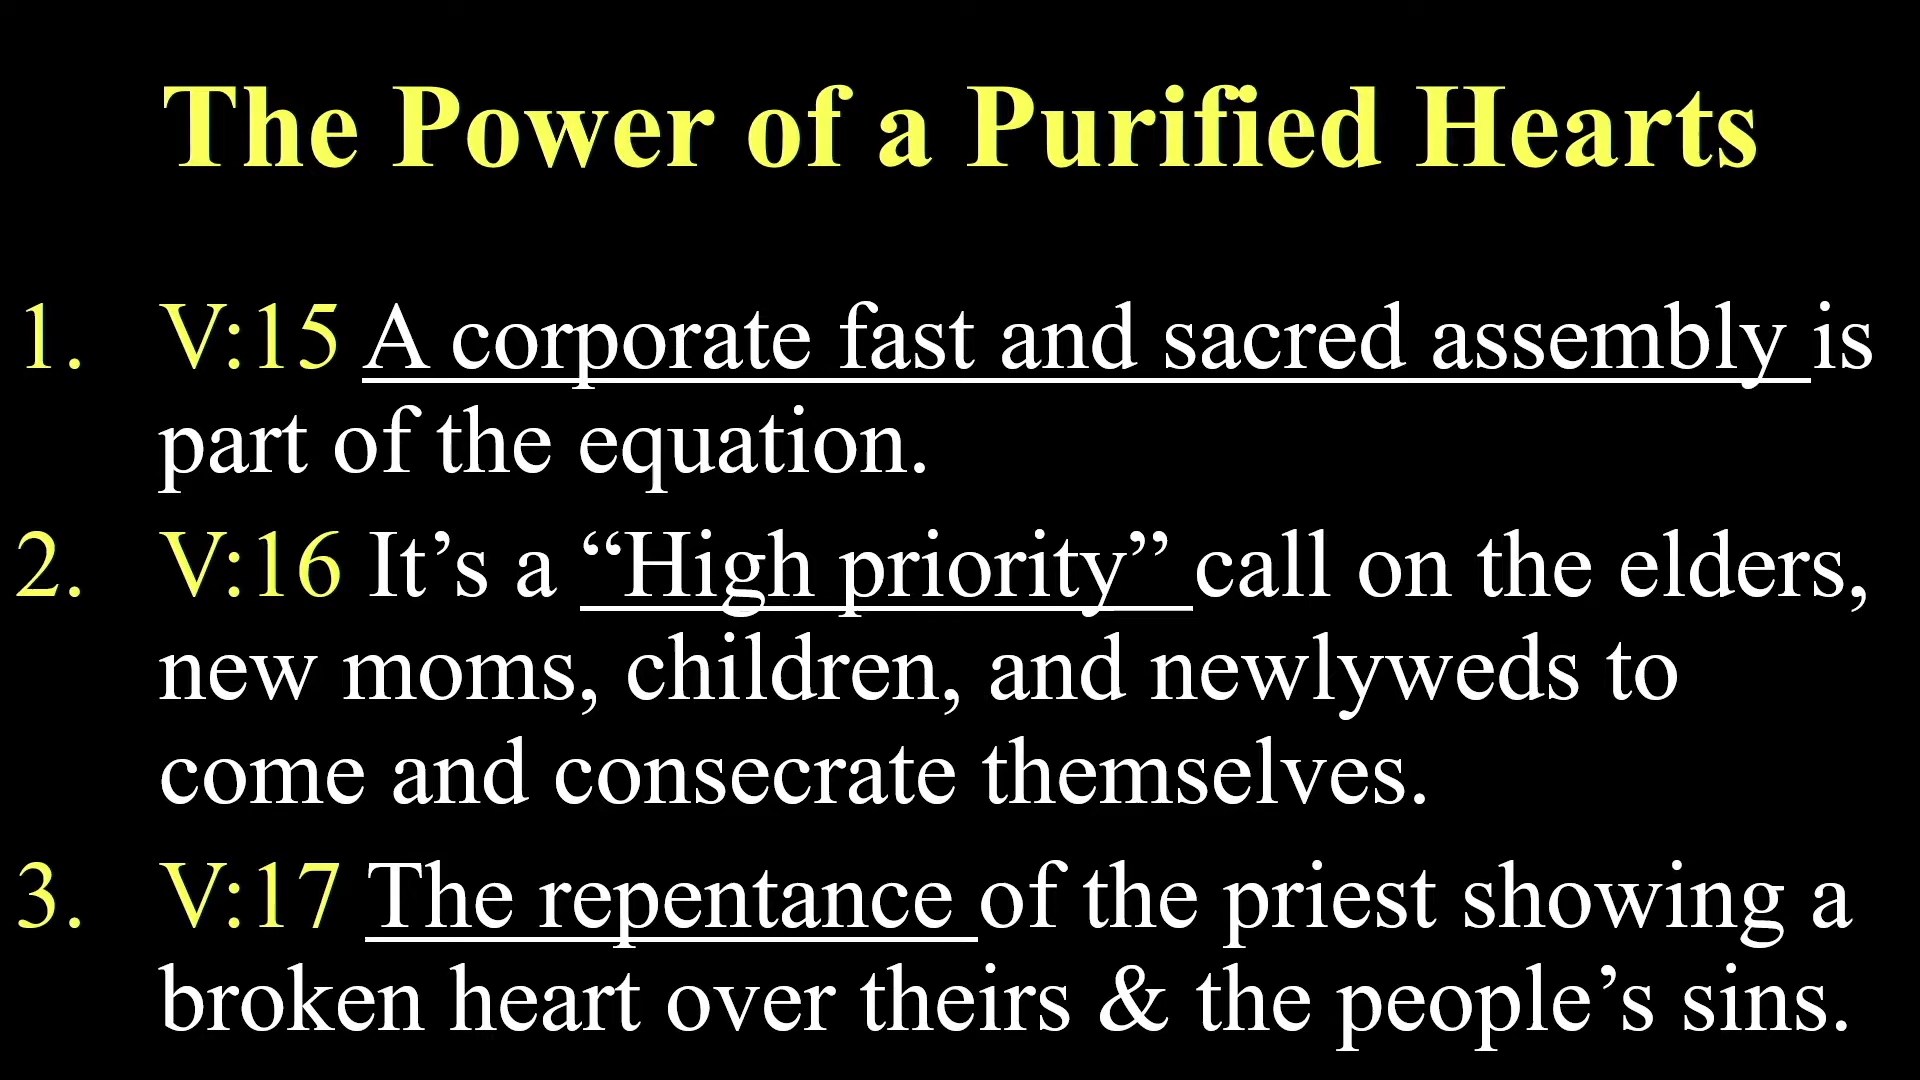 The Power of a Purified Hearts
1. V:15 A corporate fast and sacred assembly is
part of the equation.
2. V:16 It’s a “High priority” call on the elders,
new moms, children, and newlyweds to
come and consecrate themselves.
3. V:17 The repentance of the priest showing a
broken heart over theirs & the people’s sins.